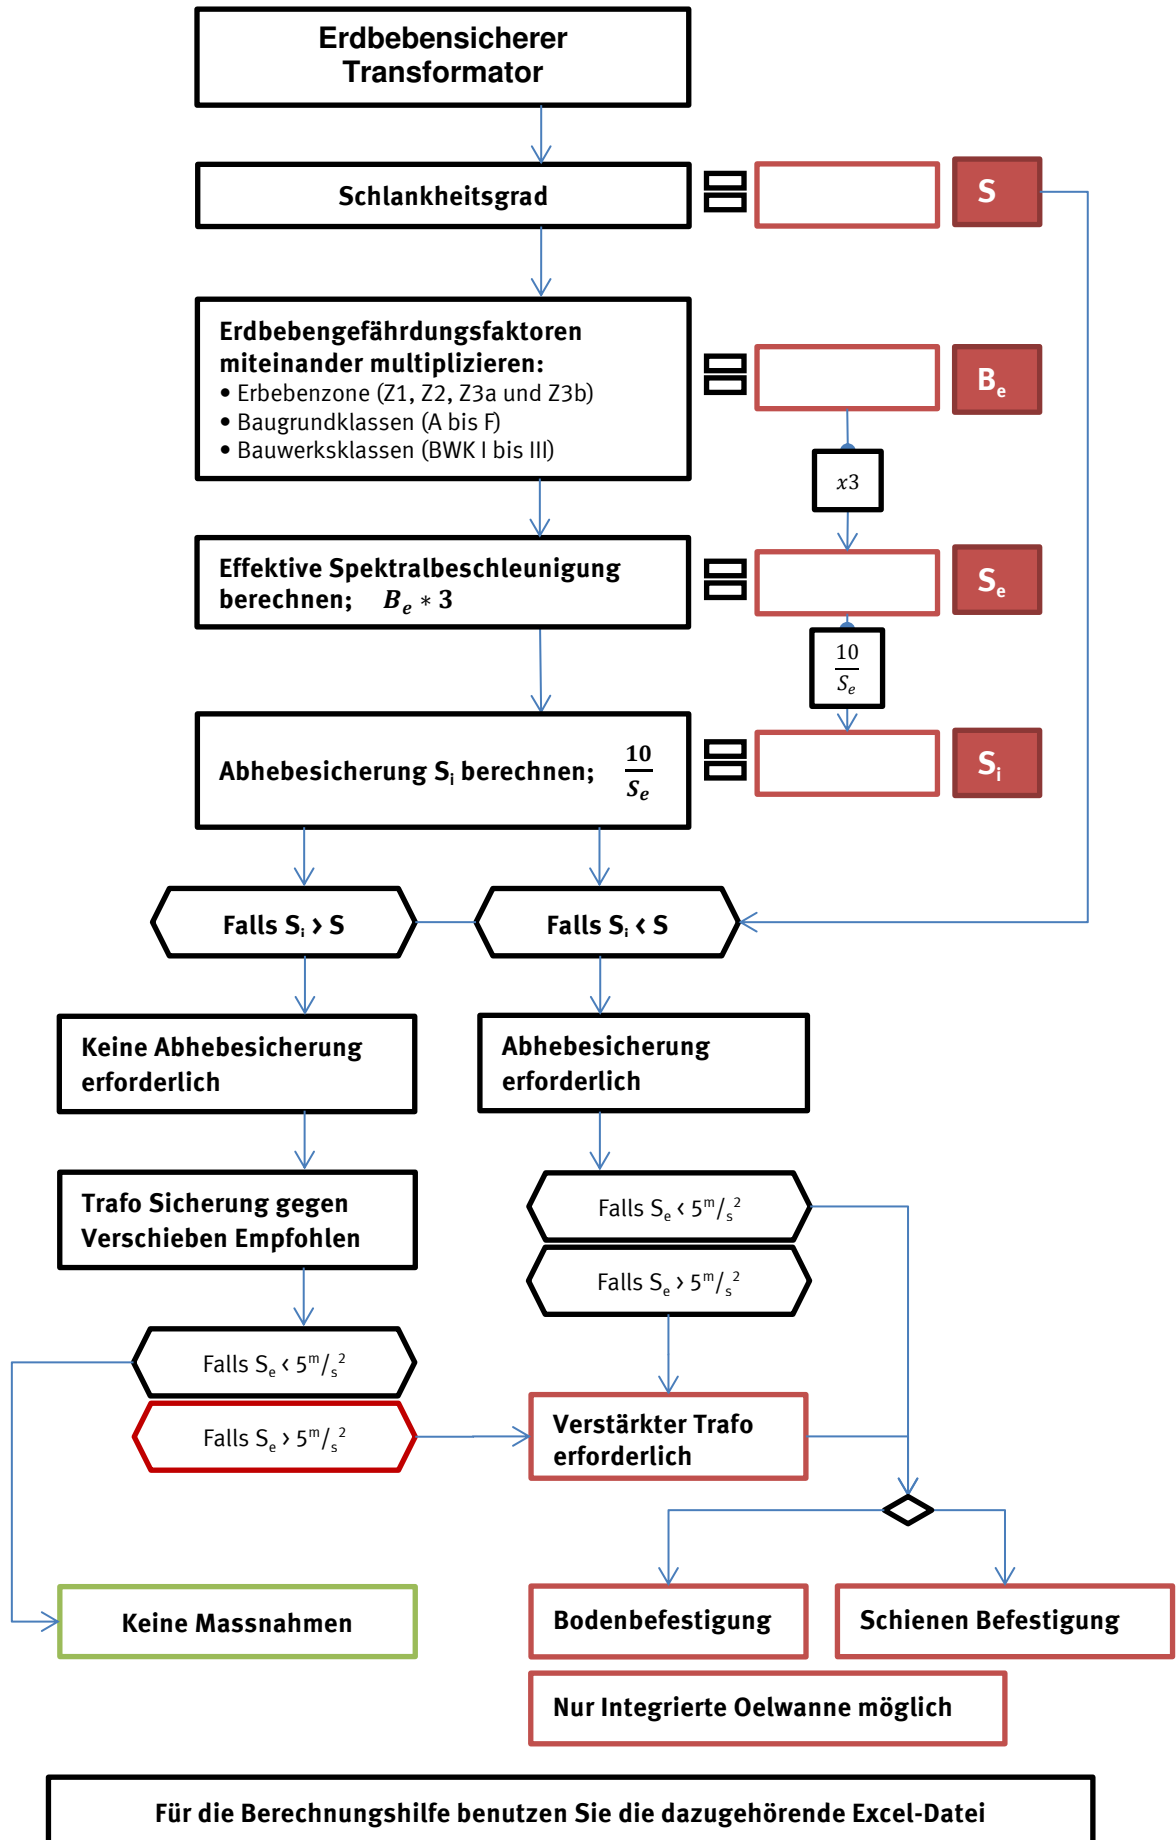 Erdbebensicherer
Transformator
Schlankheitsgrad
S
Erdbebengefährdungsfaktoren
miteinander multiplizieren:
• Erbebenzone (Z1, Z2, Z3a und Z3b)
• Baugrundklassen (A bis F)
• Bauwerksklassen (BWK I bis III)
Be
x3
Effektive Spektralbeschleunigung
berechnen; Be * 3
Se
10/Se
Abhebesicherung Si berechnen; 10/Se
Si
Falls Si > S
Falls Si < S
Keine Abhebesicherung
erforderlich
Abhebesicherung
erforderlich
Trafo Sicherung gegen
Verschieben Empfohlen
Falls Se < 5m/s²
Falls Se > 5m/s²
Falls Se < 5m/s²
Falls Se > 5m/s²
Verstärkter Trafo
erforderlich
Keine Massnahmen
Bodenbefestigung
Schienen Befestigung
Nur Integrierte Oelwanne möglich
Für die Berechnungshilfe benutzen Sie die dazugehörende Excel-Datei